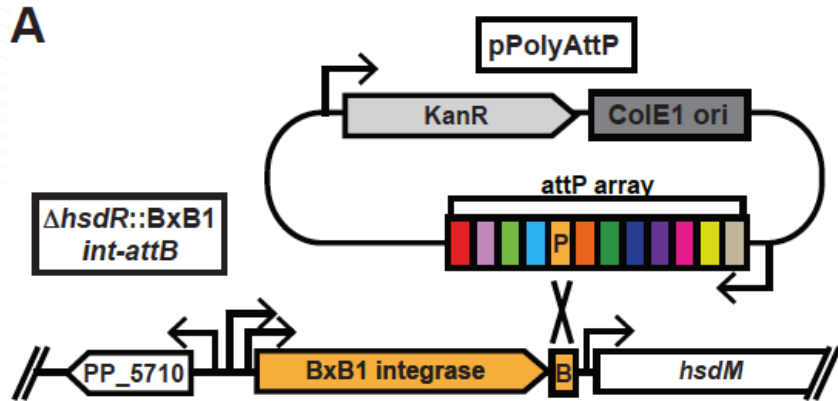 A
pPolyAttP
KanR
ColE1 ori
attP array
P
ΔhsdR::BxB1
int-attB
PP_5710
BxB1 integrase
B
hsdM